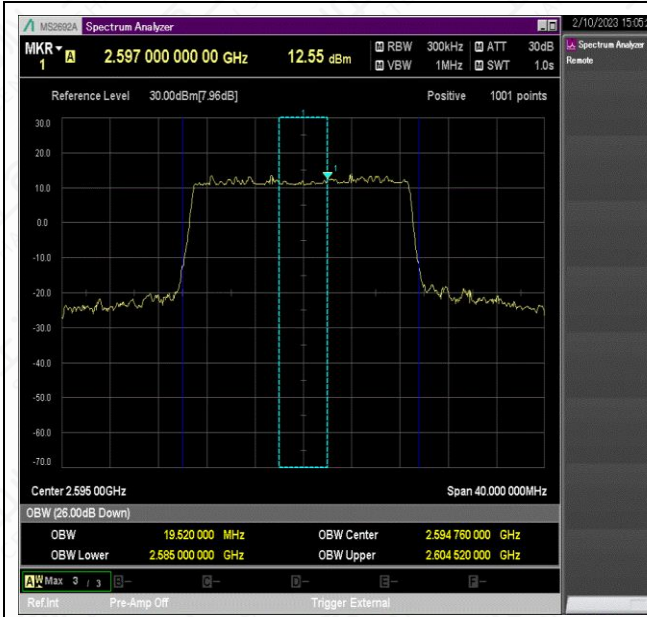 MS2692A Spectrum Analyzer 2/10/2023 15:05:
MKR 1 A 2.597 000 000 00 GHz 12.55 dBm M RBW 300kHz M ATT 30dB
M VBW 1MHz M SWT 1.0s
Spectrum Analyzer
Remote
Reference Level 30.00dBm[7.96dB] Positive 1001 points
30.0
20.0
1
10.0
0.0
-10.0
-20.0
-30.0
-40.0
-50.0
-60.0
-70.0
Center 2.595 00GHz Span 40.000 000MHz
OBW (26.00dB Down)
OBW 19.520 000 MHz OBW Center 2.594 760 000 GHz
OBW Lower 2.585 000 000 GHz OBW Upper 2.604 520 000 GHz
A W Max 3 / 3 B- C- D- E- F-
Ref.Int Pre-Amp Off Trigger External